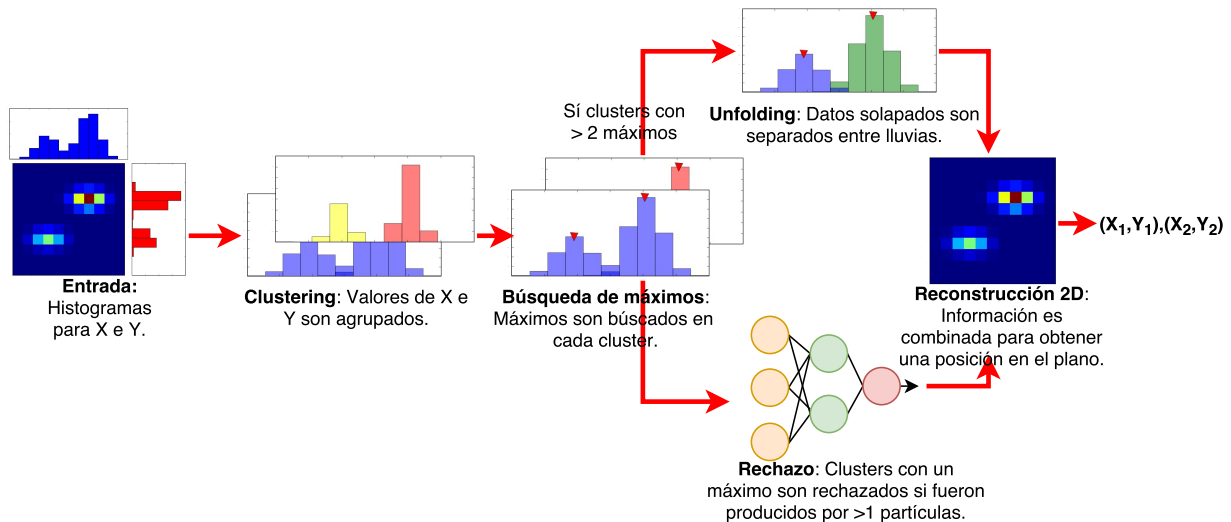 Entrada:
Histogramas
para X e Y.
Clustering: Valores de X e
Y son agrupados.
Búsqueda de máximos:
Máximos son búscados en
cada cluster.
Sí clusters con
> 2 máximos
Unfolding: Datos solapados son
separados entre lluvias.
Rechazo: Clusters con un
máximo son rechazados si fueron
producidos por >1 partículas.
Reconstrucción 2D:
Información es
combinada para obtener
una posición en el plano.
(X₁,Y₁),(X₂,Y₂)